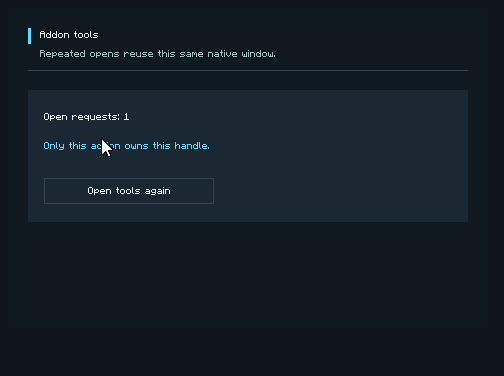 Addon tools
Repeated opens reuse this same native window.
Open requests: 1
Only this addon owns this handle.
Open tools again